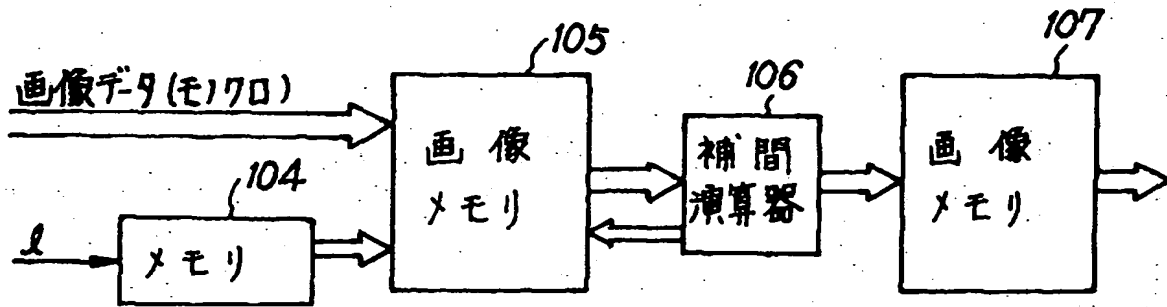 105
107
106
画像データ(モノクロ)
画像
メモリ
補間
演算器
画像
メモリ
104
l
メモリ